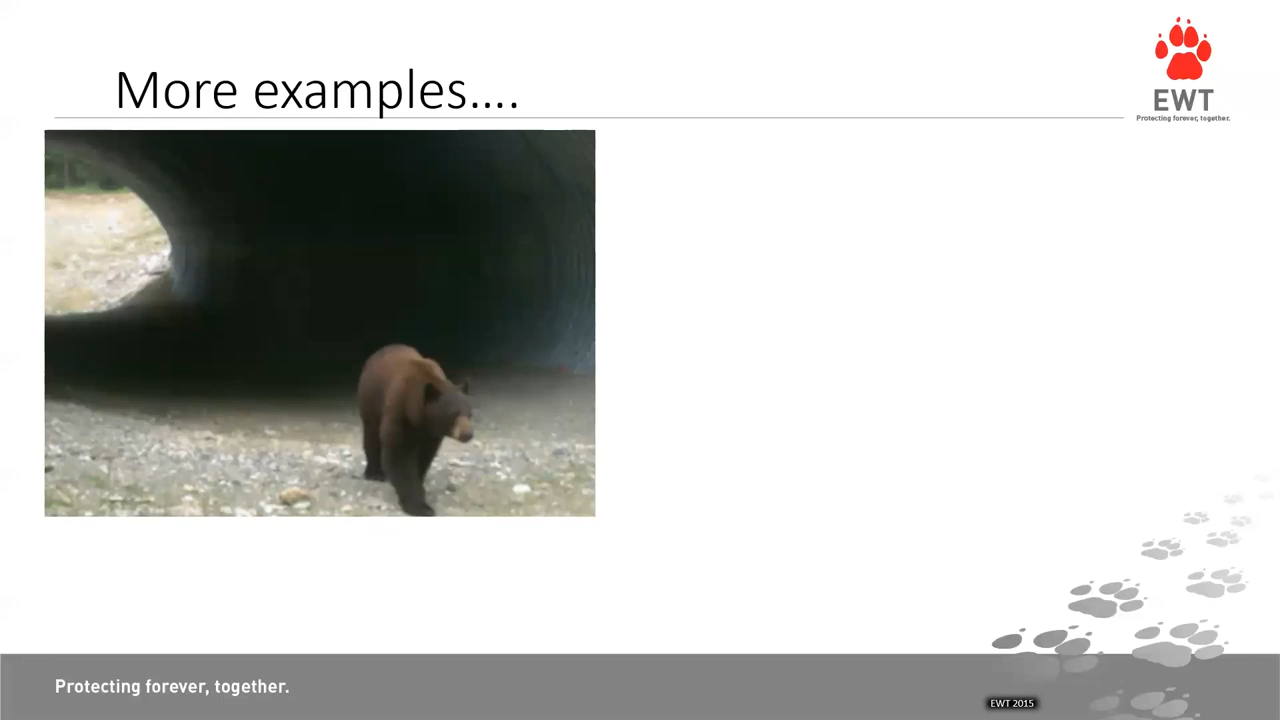 More examples….
EWT
Protecting forever, together.
Protecting forever, together.
EWT 2015